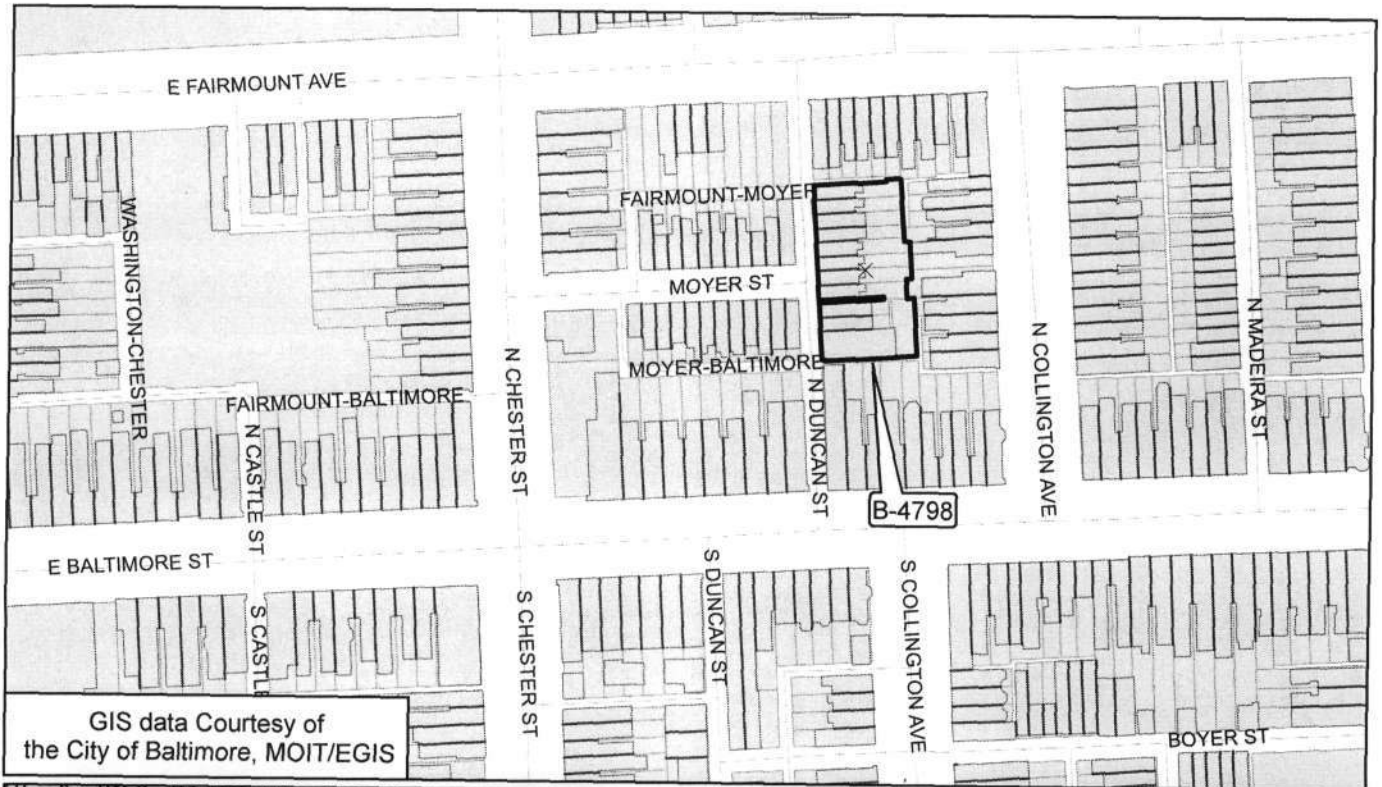 E FAIRMOUNT AVE
WASHINGTON-CHESTER
FAIRMOUNT-MOYER
MOYER ST
MOYER-BALTIMORE
FAIRMOUNT-BALTIMORE
N CASTLE ST
N CHESTER ST
N DUNCAN ST
N COLLINGTON AVE
N MADEIRA ST
B-4798
E BALTIMORE ST
S CASTLE
S CHESTER ST
S DUNCAN ST
S COLLINGTON AVE
BOYER ST
GIS data Courtesy of
the City of Baltimore, MOIT/EGIS